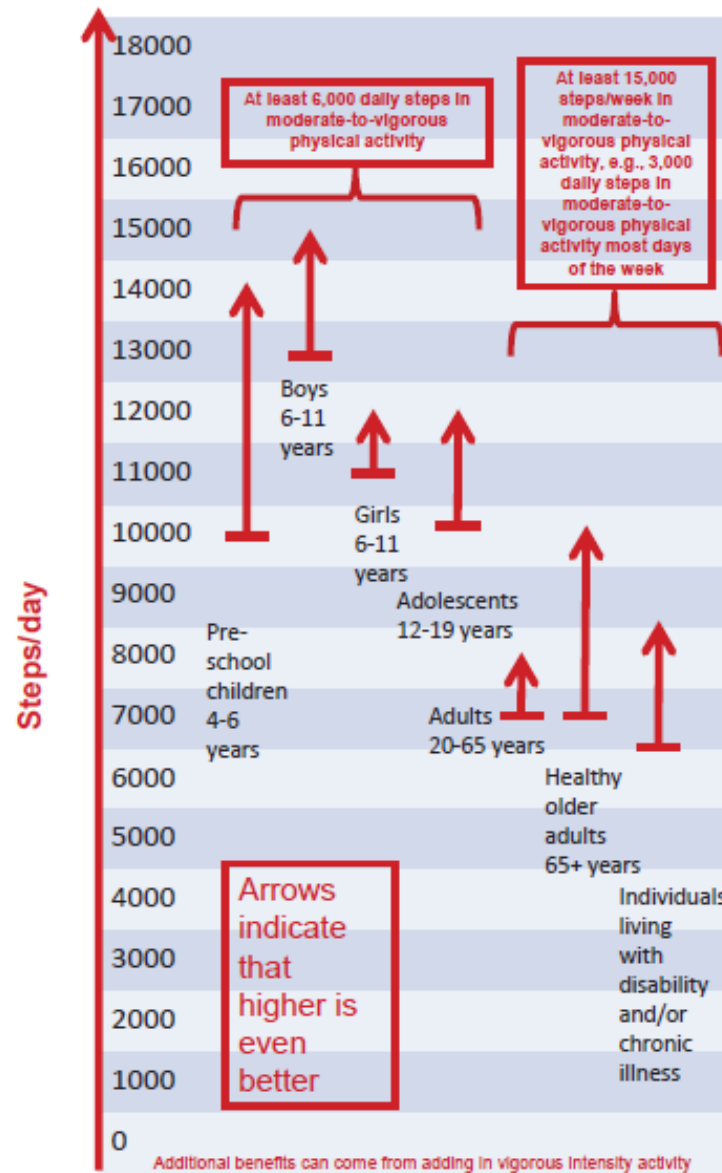 18000
17000
16000
15000
14000
13000
12000
11000
10000
9000
8000
7000
6000
5000
4000
3000
2000
1000
0
Steps/day
At least 6,000 daily steps in
moderate-to-vigorous
physical activity
At least 15,000
steps/week in
moderate-to-
vigorous physical
activity, e.g., 3,000
daily steps in
moderate-to-
vigorous physical
activity most days
of the week
Boys
6-11
years
Girls
6-11
years
Adolescents
12-19 years
Pre-
school
children
4-6
years
Adults
20-65 years
Healthy
older
adults
65+ years
Individuals
living
with
disability
and/or
chronic
illness
Arrows
indicate
that
higher is
even
better
Additional benefits can come from adding in vigorous intensity activity